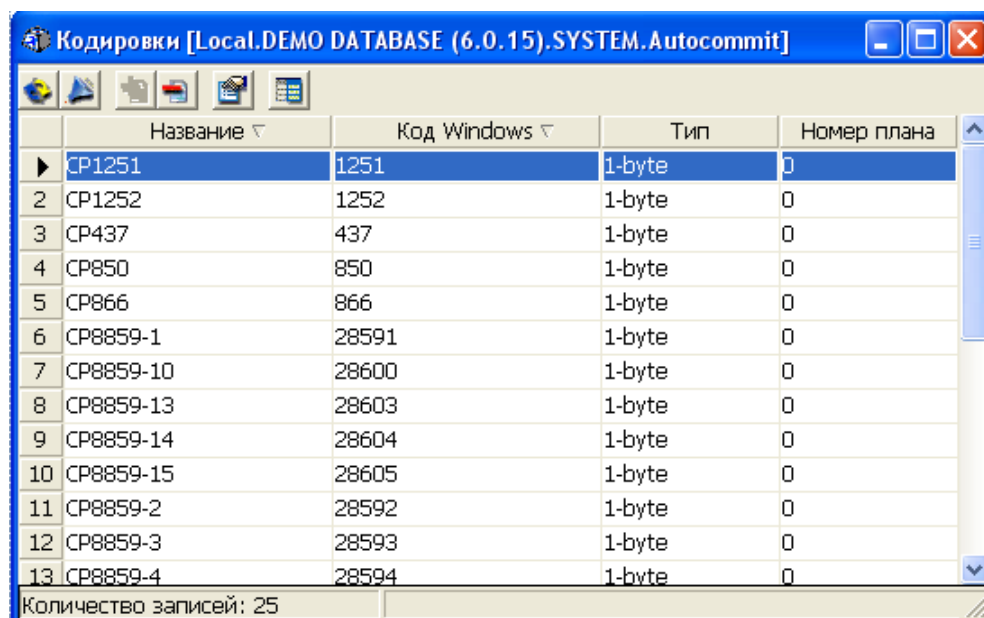 Кодировки [Local.DEMO DATABASE (6.0.15).SYSTEM.Autocommit]
Название Код Windows Тип Номер плана
CP1251 1251 1-byte 0
2 CP1252 1252 1-byte 0
3 CP437 437 1-byte 0
4 CP850 850 1-byte 0
5 CP866 866 1-byte 0
6 CP8859-1 28591 1-byte 0
7 CP8859-10 28600 1-byte 0
8 CP8859-13 28603 1-byte 0
9 CP8859-14 28604 1-byte 0
10 CP8859-15 28605 1-byte 0
11 CP8859-2 28592 1-byte 0
12 CP8859-3 28593 1-byte 0
13 CP8859-4 28594 1-byte 0
Количество записей: 25